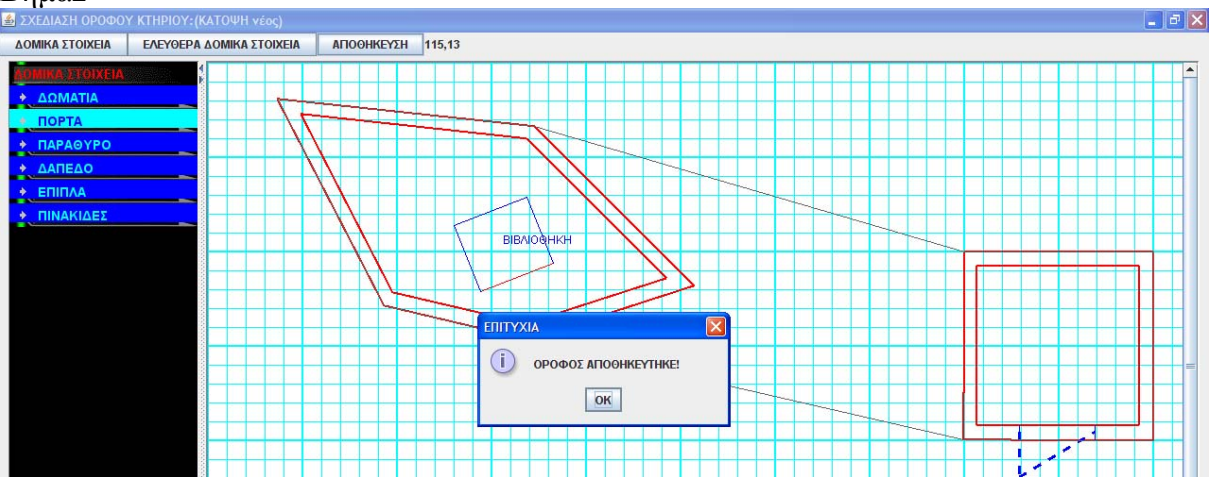 ΣΧΕΔΙΑΣΗ ΟΡΟΦΟΥ ΚΤΗΡΙΟΥ:(ΚΑΤΟΨΗ νέος)
ΔΟΜΙΚΑ ΣΤΟΙΧΕΙΑ ΕΛΕΥΘΕΡΑ ΔΟΜΙΚΑ ΣΤΟΙΧΕΙΑ ΑΠΟΘΗΚΕΥΣΗ 115,13
ΔΟΜΙΚΑ ΣΤΟΙΧΕΙΑ
ΔΩΜΑΤΙΑ
ΠΟΡΤΑ
ΠΑΡΑΘΥΡΟ
ΔΑΠΕΔΟ
ΕΠΙΠΛΑ
ΠΙΝΑΚΙΔΕΣ
ΒΙΒΛΙΟΘΗΚΗ
ΕΠΙΤΥΧΙΑ
ΟΡΟΦΟΣ ΑΠΟΘΗΚΕΥΤΗΚΕ!
OK